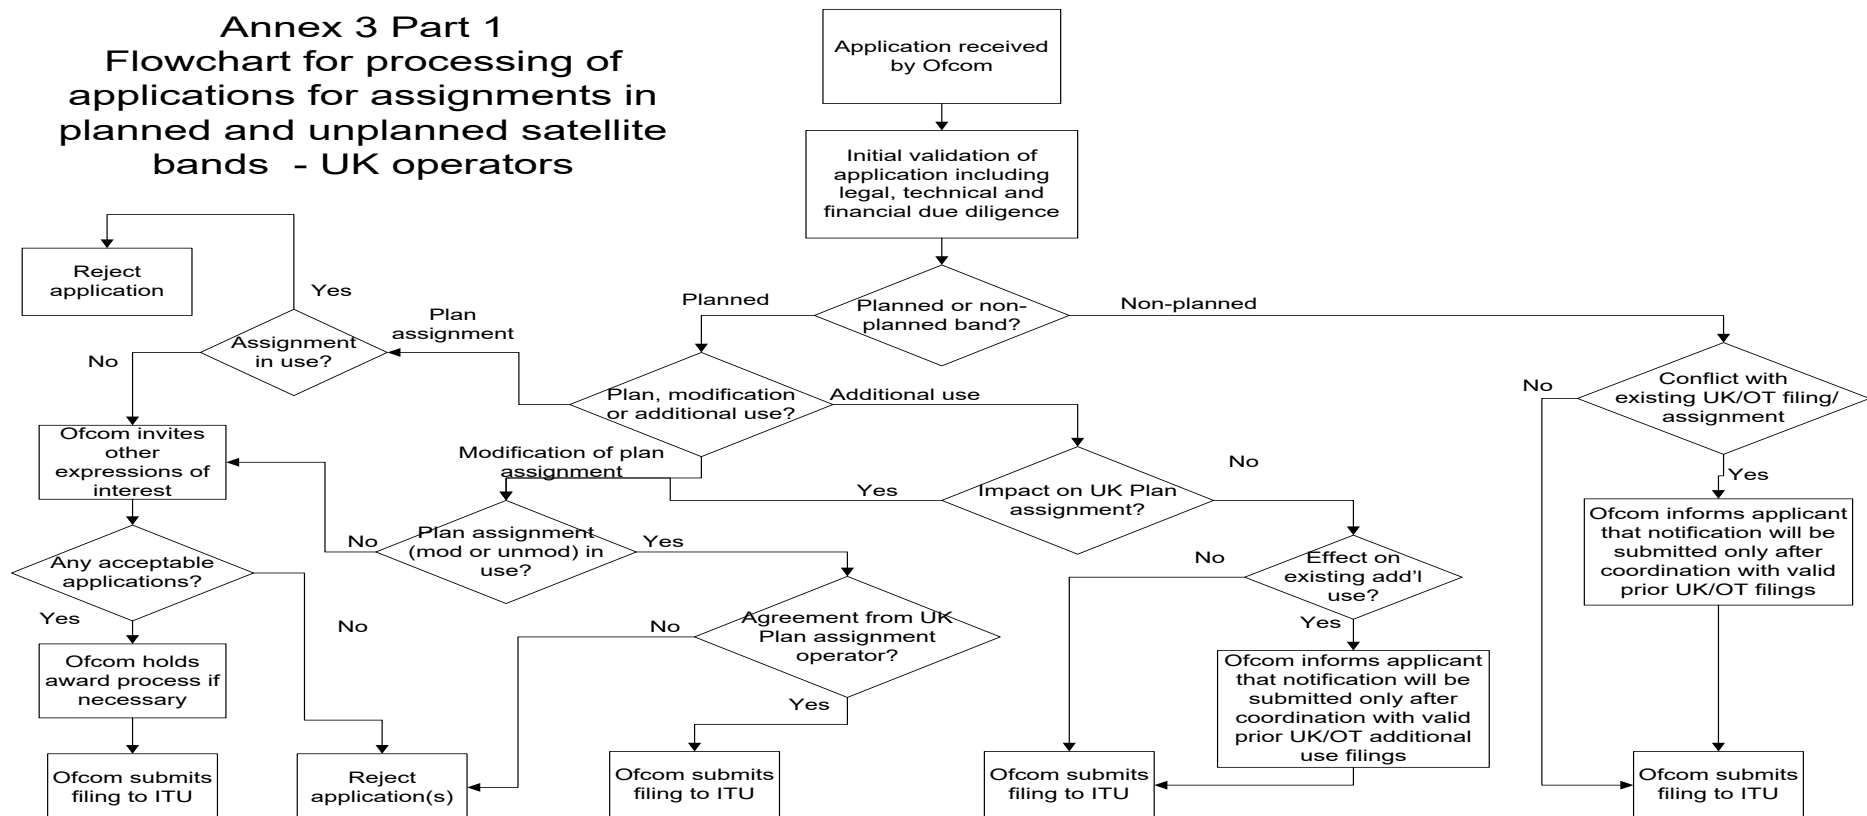 Annex 3 Part 1
Flowchart for processing of
applications for assignments in
planned and unplanned satellite
bands - UK operators
Application received
by Ofcom
Initial validation of
application including
legal, technical and
financial due diligence
Reject
application
Yes
Plan
assignment
Planned
Planned or non-
planned band?
Non-planned
Assignment
in use?
No
Plan, modification
or additional use?
Additional use
No
Conflict with
existing UK/OT filing/
assignment
Ofcom invites
other
expressions of
interest
Modification of plan
assignment
Yes
Impact on UK Plan
assignment?
No
Yes
Ofcom informs applicant
that notification will be
submitted only after
coordination with valid
prior UK/OT filings
No
Plan assignment
(mod or unmod) in
use?
Yes
Any acceptable
applications?
No
Effect on
existing add'l
use?
Yes
No
No
Agreement from UK
Plan assignment
operator?
Yes
Ofcom holds
award process if
necessary
Yes
Ofcom informs applicant
that notification will be
submitted only after
coordination with valid
prior UK/OT additional
use filings
Ofcom submits
filing to ITU
Reject
application(s)
Ofcom submits
filing to ITU
Ofcom submits
filing to ITU
Ofcom submits
filing to ITU